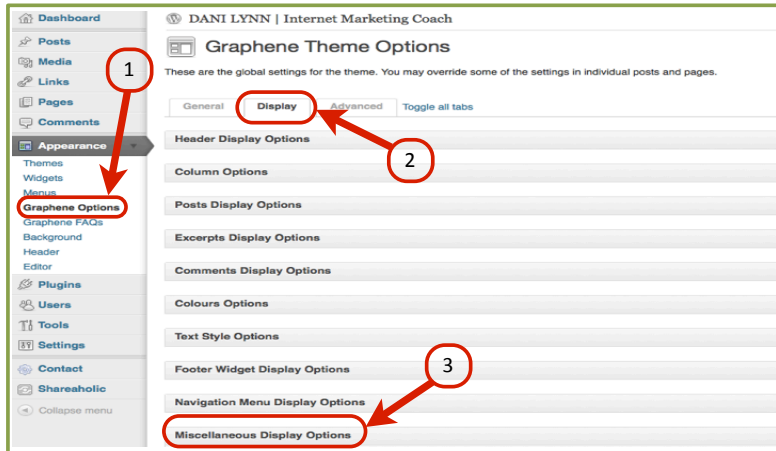 Dashboard
Posts
Media
Links
Pages
Comments
Appearance
Themes
Widgets
Menus
Graphene Options
Graphene FAQs
Background
Header
Editor
Plugins
Users
Tools
Settings
Contact
Shareaholic
Collapse menu
DANI LYNN | Internet Marketing Coach
Graphene Theme Options
These are the global settings for the theme. You may override some of the settings in individual posts and pages.
General Display Advanced Toggle all tabs
Header Display Options
Column Options
Posts Display Options
Excerpts Display Options
Comments Display Options
Colours Options
Text Style Options
Footer Widget Display Options
Navigation Menu Display Options
Miscellaneous Display Options
1
2
3